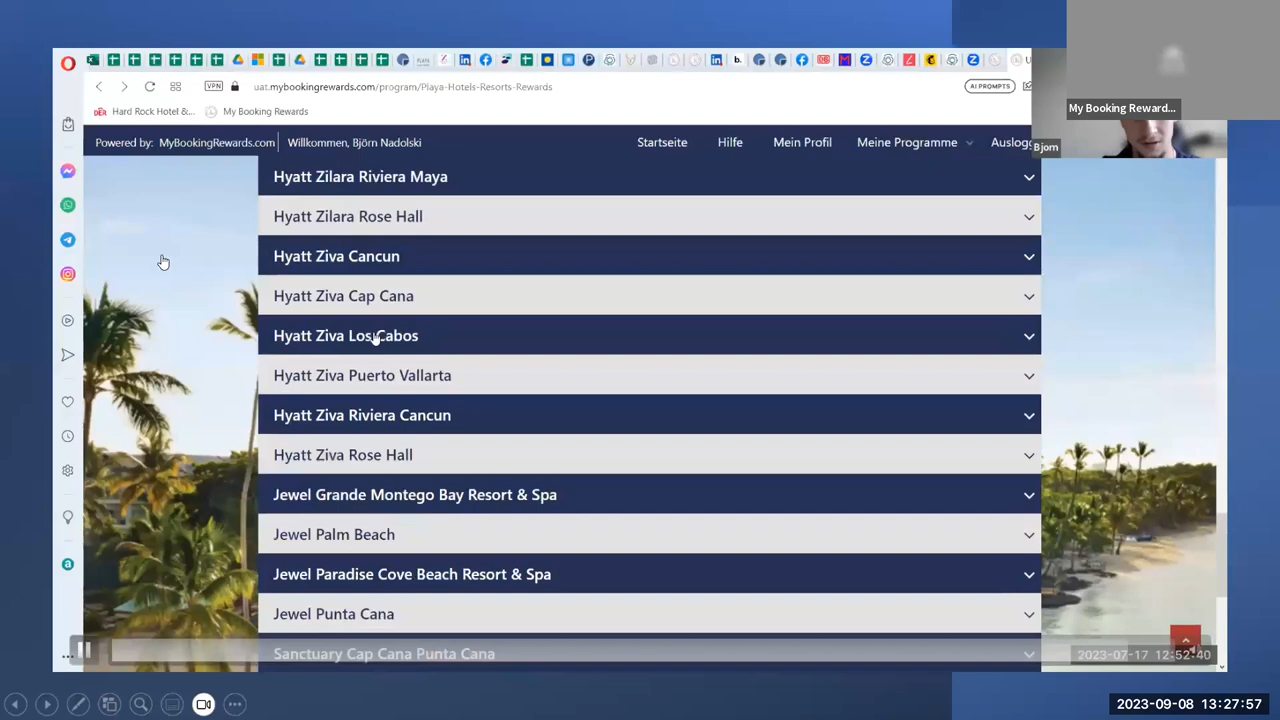 uat.mybookingrewards.com/program/Playa-Hotels-Resorts-Rewards
VPN
AI PROMPTS
My Booking Reward...
Hard Rock Hotel &...
My Booking Rewards
Powered by: MyBookingRewards.com
Willkommen, Björn Nadolski
Startseite
Hilfe
Mein Profil
Meine Programme
Auslogg
Bjorn
Hyatt Zilara Riviera Maya
Hyatt Zilara Rose Hall
Hyatt Ziva Cancun
Hyatt Ziva Cap Cana
Hyatt Ziva Los Cabos
Hyatt Ziva Puerto Vallarta
Hyatt Ziva Riviera Cancun
Hyatt Ziva Rose Hall
Jewel Grande Montego Bay Resort & Spa
Jewel Palm Beach
Jewel Paradise Cove Beach Resort & Spa
Jewel Punta Cana
Sanctuary Cap Cana Punta Cana
2023-07-17 12:52:40
2023-09-08 13:27:57